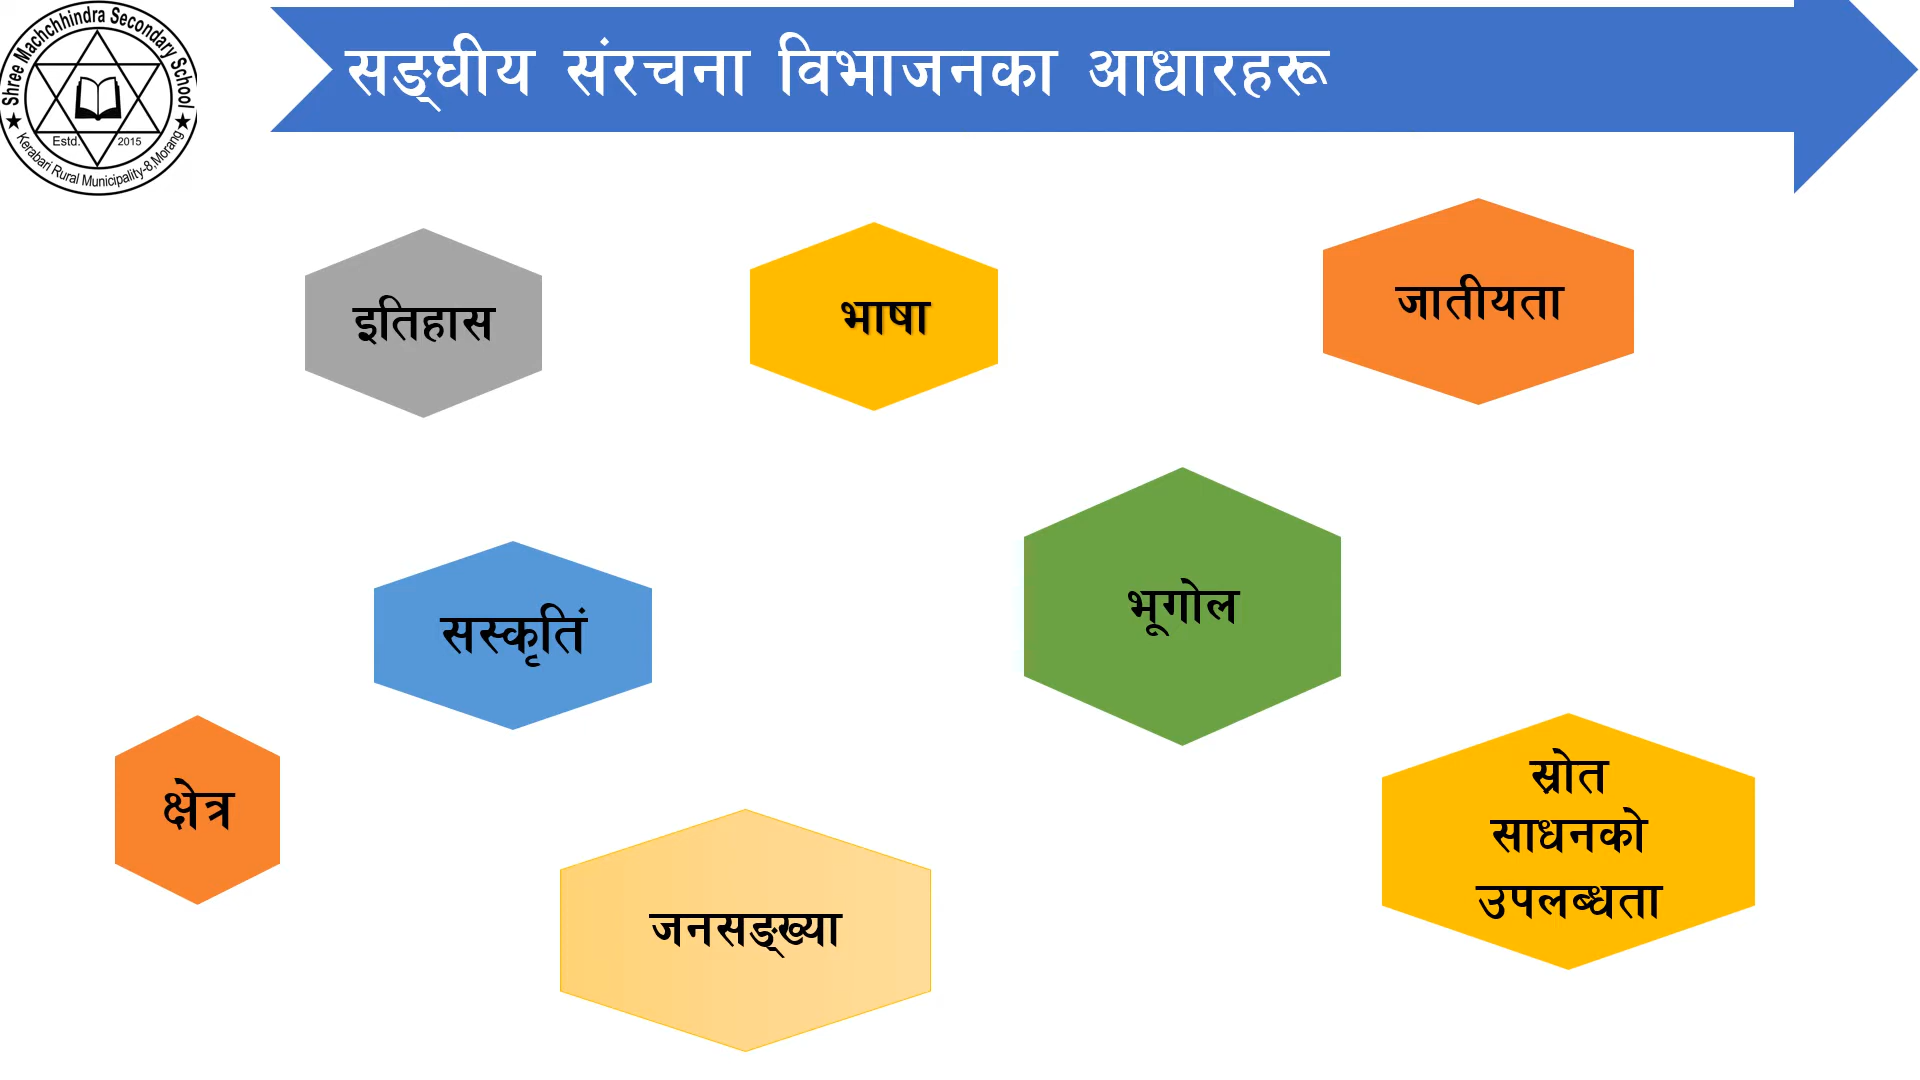 Shree Machchhindra Secondary School
Estd. 2015
Kerabari Rural Municipality-8,Morang
सङ्घीय संरचना विभाजनका आधारहरू
इतिहास
भाषा
जातीयता
सस्कृतिं
भूगोल
क्षेत्र
जनसङ्ख्या
स्रोत
साधनको
उपलब्धता